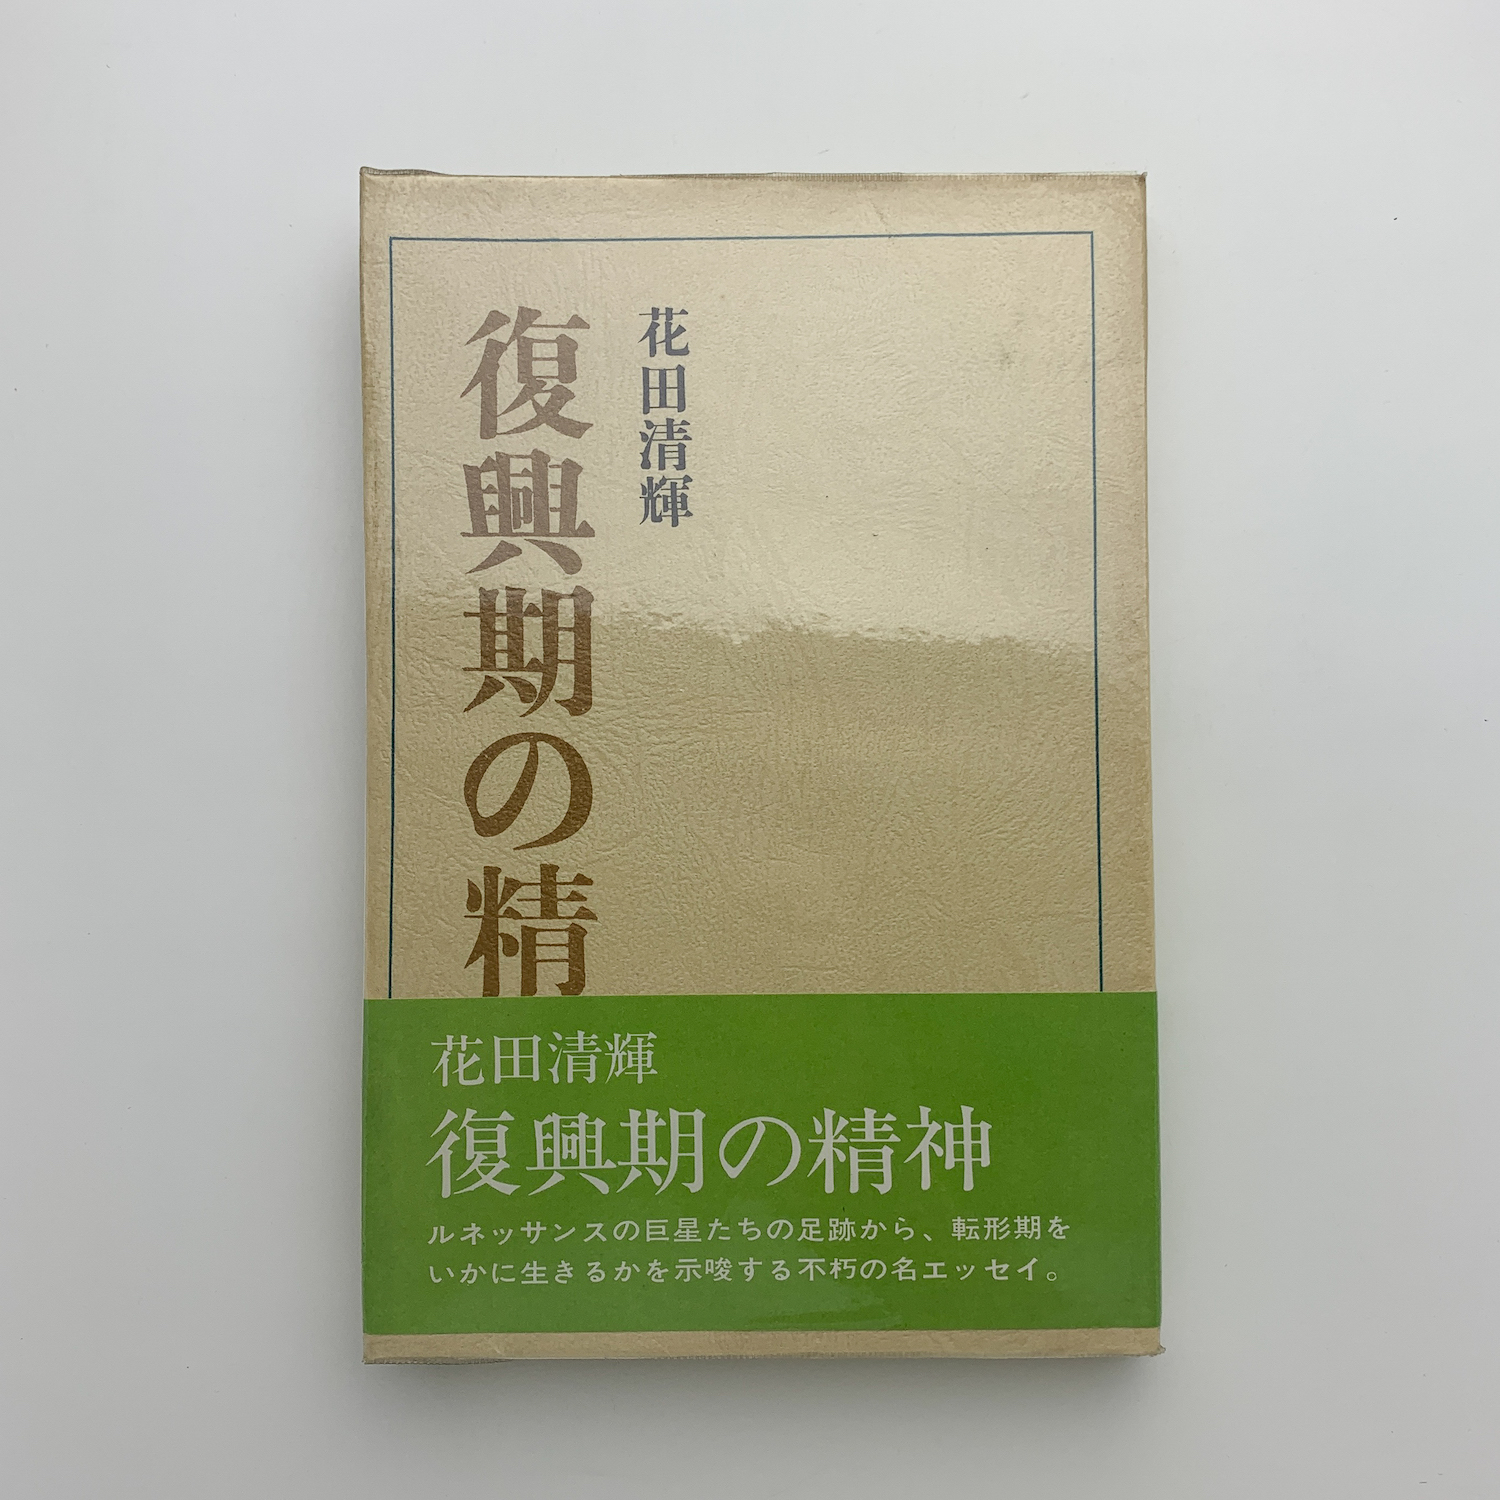 花田清輝
復興期の精
花田清輝
復興期の精神
ルネッサンスの巨星たちの足跡から、転形期を
いかに生きるかを示唆する不朽の名エッセイ。